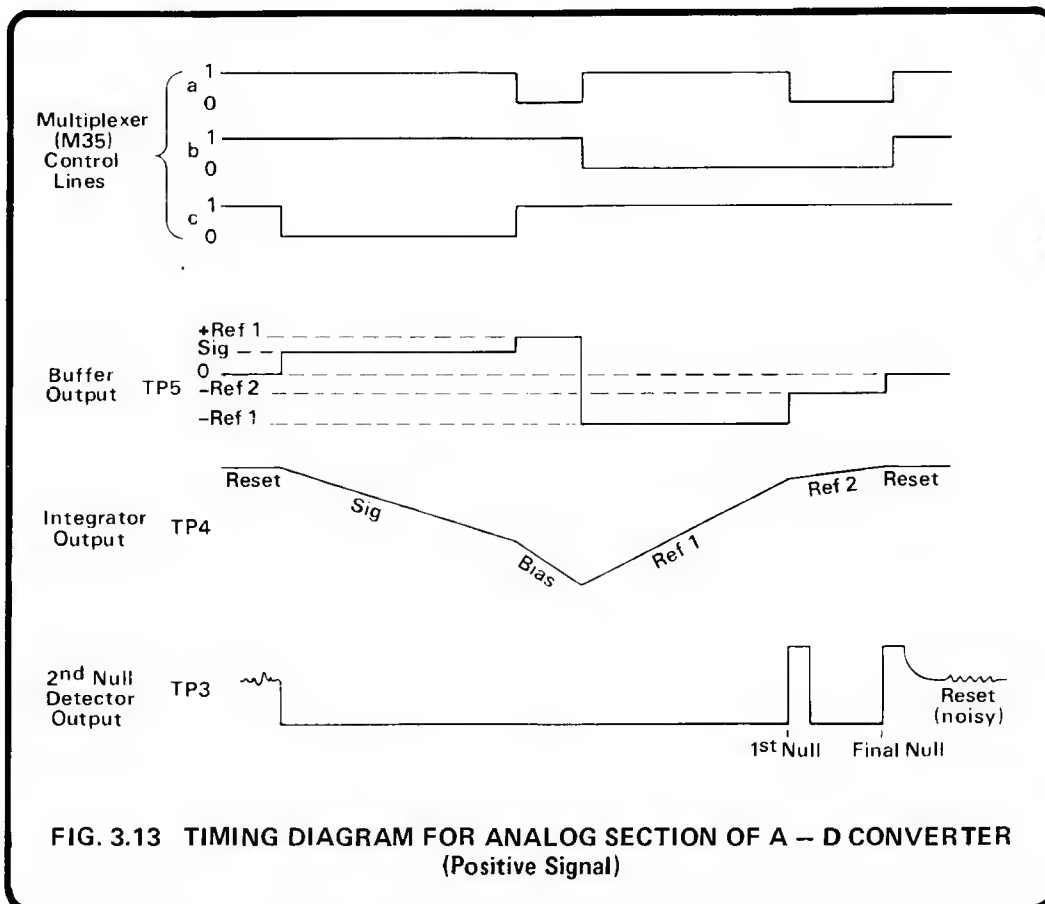 a 1
0
Multiplexer
(M35)
Control
Lines
b 1
0
c 1
0
+Ref 1
Sig
0
Buffer
Output TP5
−Ref 2
−Ref 1
Reset
Sig
Bias
Ref 1
Ref 2
Reset
Integrator
Output TP4
2nd Null
Detector
Output TP3
Reset
(noisy)
1st Null
Final Null
FIG. 3.13 TIMING DIAGRAM FOR ANALOG SECTION OF A – D CONVERTER
(Positive Signal)